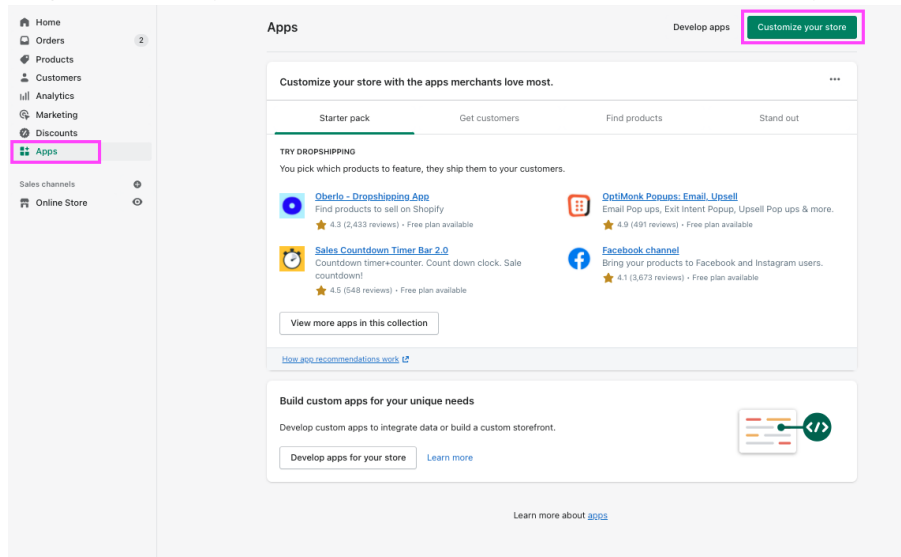 Home
Orders 2
Products
Customers
Analytics
Marketing
Discounts
Apps
Sales channels
Online Store
Apps
Develop apps
Customize your store
Customize your store with the apps merchants love most.
Starter pack
Get customers
Find products
Stand out
TRY DROPSHIPPING
You pick which products to feature, they ship them to your customers.
Oberlo - Dropshipping App
Find products to sell on Shopify
4.3 (2,433 reviews) • Free plan available
OptiMonk Popups: Email, Upsell
Email Pop ups, Exit Intent Popup, Upsell Pop ups & more.
4.9 (491 reviews) • Free plan available
Sales Countdown Timer Bar 2.0
Countdown timer+counter. Count down clock. Sale
countdown!
4.5 (548 reviews) • Free plan available
Facebook channel
Bring your products to Facebook and Instagram users.
4.1 (3,673 reviews) • Free plan available
View more apps in this collection
How app recommendations work
Build custom apps for your unique needs
Develop custom apps to integrate data or build a custom storefront.
Develop apps for your store
Learn more
</>
Learn more about apps